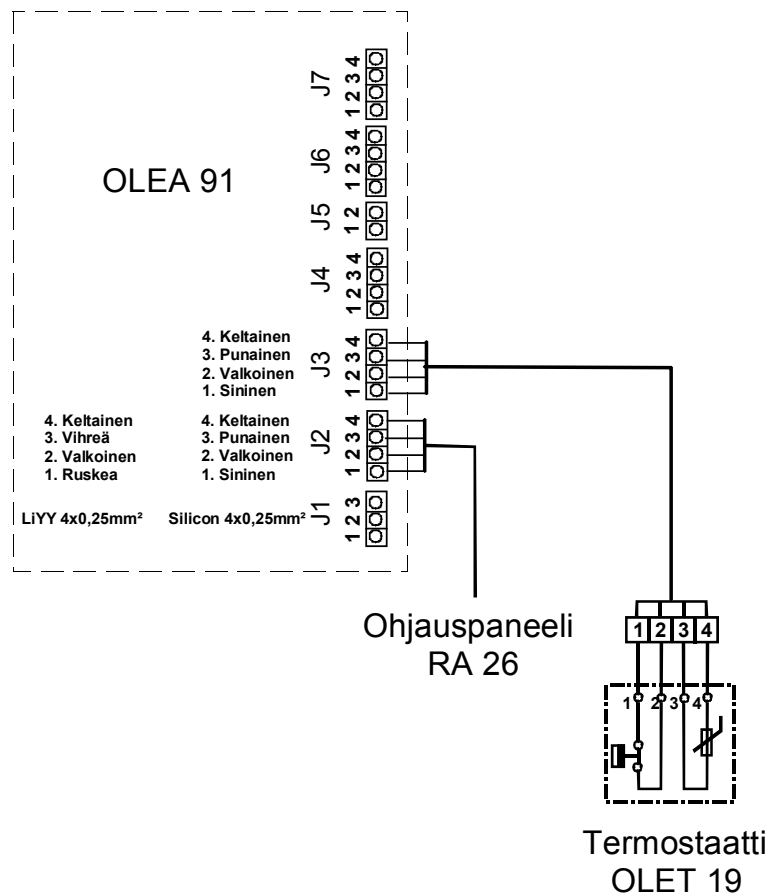 OLEA 91
J7
1 2 3 4
J6
1 2 3 4
J5
1 2
J4
1 2 3 4
4. Keltainen
3. Punainen
2. Valkoinen
1. Sininen
J3
1 2 3 4
4. Keltainen
3. Vihreä
2. Valkoinen
1. Ruskea
4. Keltainen
3. Punainen
2. Valkoinen
1. Sininen
J2
1 2 3 4
LiYY 4x0,25mm²
Silicon 4x0,25mm²
J1
1 2 3
Ohjauspaneeli
RA 26
1 2 3 4
1 2 3 4
Termostaatti
OLET 19